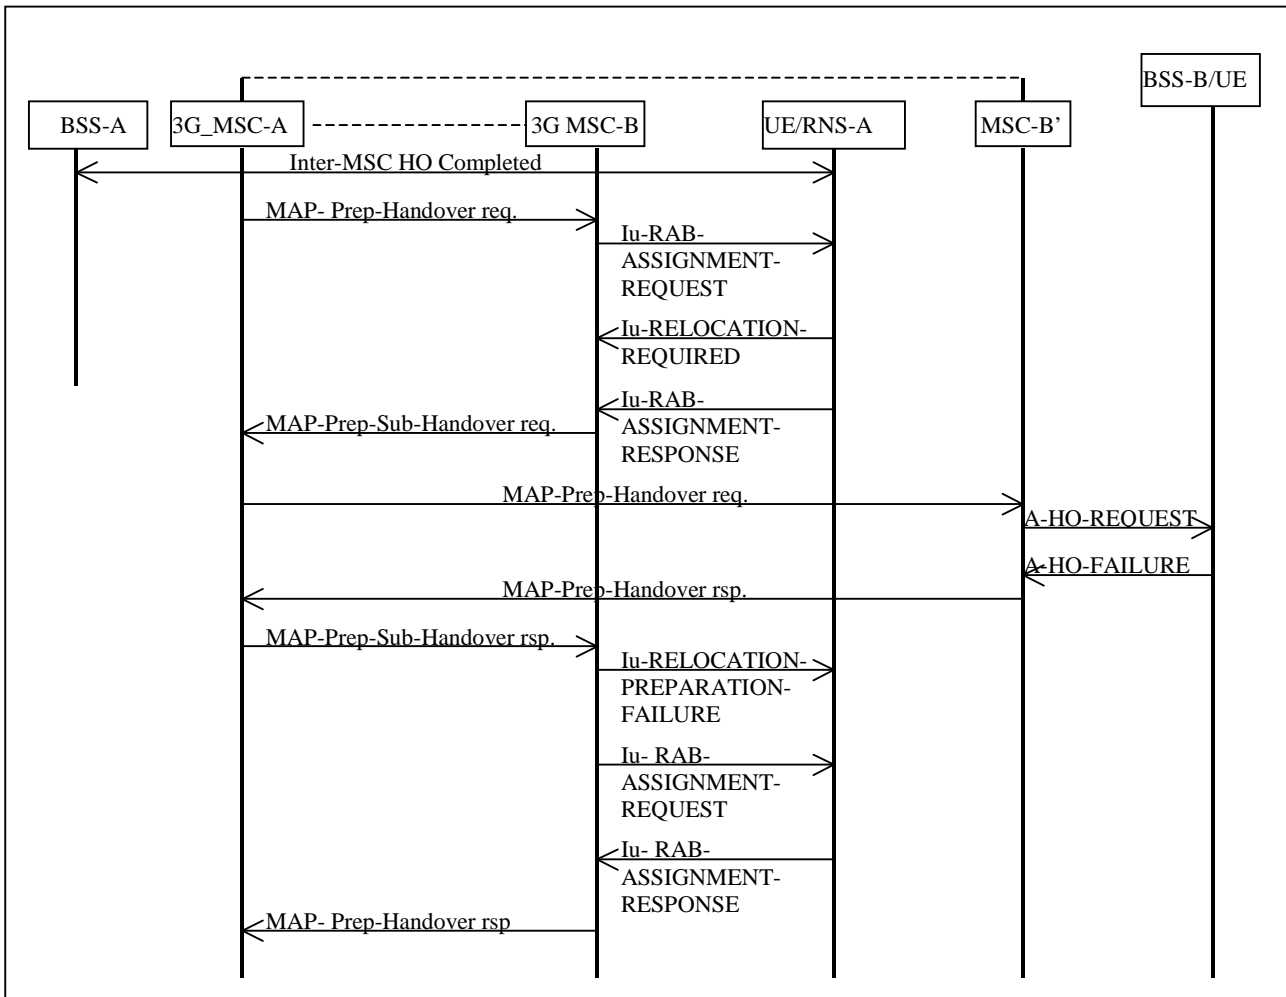 BSS-B/UE
BSS-A
3G_MSC-A
3G MSC-B
UE/RNS-A
MSC-B’
Inter-MSC HO Completed
MAP- Prep-Handover req.
Iu-RAB-
ASSIGNMENT-
REQUEST
Iu-RELOCATION-
REQUIRED
Iu-RAB-
ASSIGNMENT-
RESPONSE
MAP-Prep-Sub-Handover req.
MAP-Prep-Handover req.
A-HO-REQUEST
A-HO-FAILURE
MAP-Prep-Handover rsp.
MAP-Prep-Sub-Handover rsp.
Iu-RELOCATION-
PREPARATION-
FAILURE
Iu- RAB-
ASSIGNMENT-
REQUEST
Iu- RAB-
ASSIGNMENT-
RESPONSE
MAP- Prep-Handover rsp